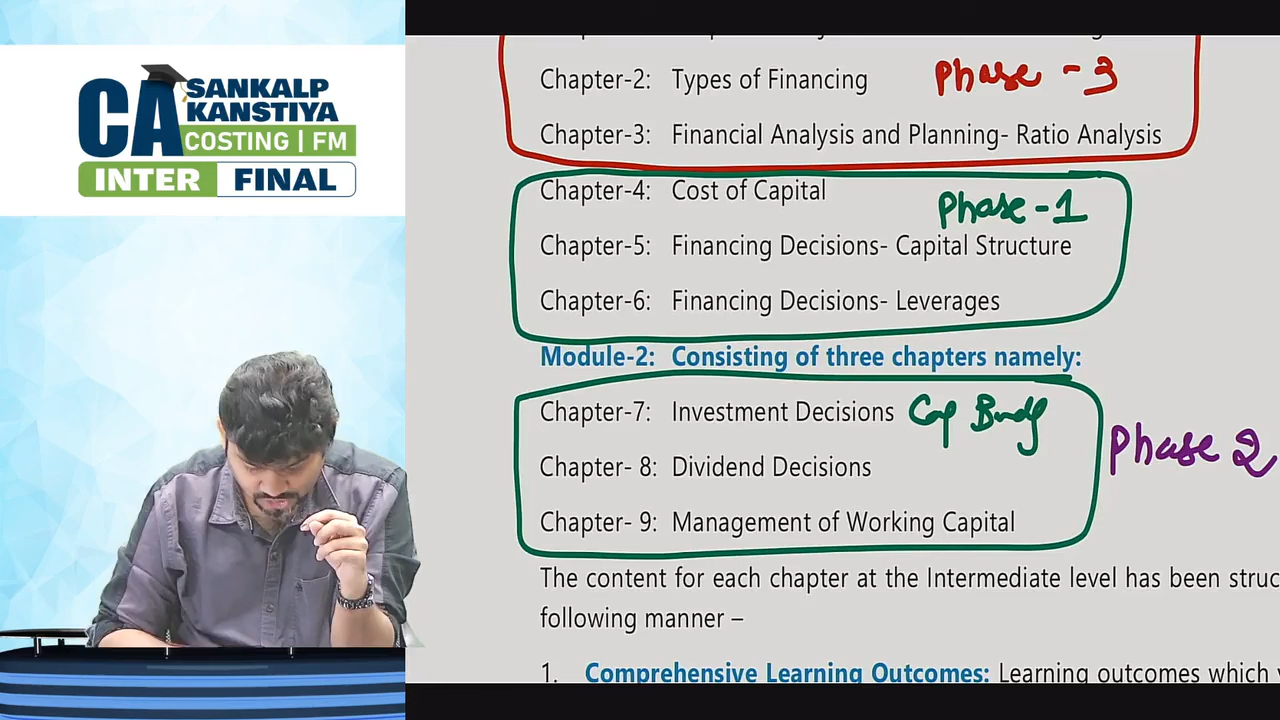 CA SANKALP
KANSTIYA
COSTING | FM
INTER FINAL
Chapter-2: Types of Financing Phase - 3
Chapter-3: Financial Analysis and Planning- Ratio Analysis
Chapter-4: Cost of Capital Phase-1
Chapter-5: Financing Decisions- Capital Structure
Chapter-6: Financing Decisions- Leverages
Module-2: Consisting of three chapters namely:
Chapter-7: Investment Decisions Cap Budg
Phase 2
Chapter- 8: Dividend Decisions
Chapter- 9: Management of Working Capital
The content for each chapter at the Intermediate level has been struc
following manner –
1. Comprehensive Learning Outcomes: Learning outcomes which